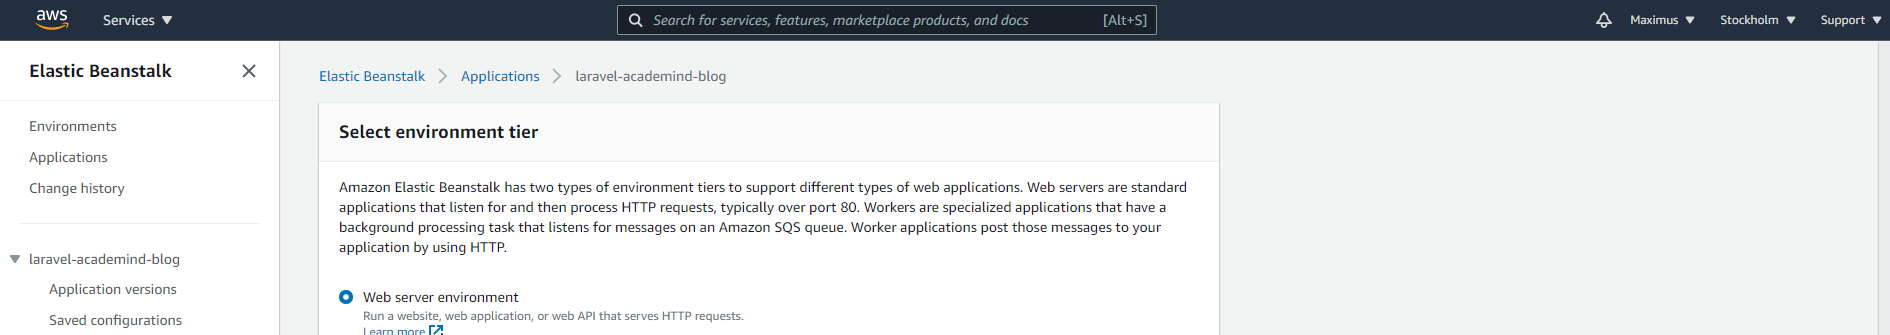 aws
Services
Search for services, features, marketplace products, and docs
[Alt+S]
Maximus
Stockholm
Support
Elastic Beanstalk
Environments
Applications
Change history
laravel-academind-blog
Application versions
Saved configurations
Elastic Beanstalk
Applications
laravel-academind-blog
Select environment tier
Amazon Elastic Beanstalk has two types of environment tiers to support different types of web applications. Web servers are standard
applications that listen for and then process HTTP requests, typically over port 80. Workers are specialized applications that have a
background processing task that listens for messages on an Amazon SQS queue. Worker applications post those messages to your
application by using HTTP.
Web server environment
Run a website, web application, or web API that serves HTTP requests.
Learn more